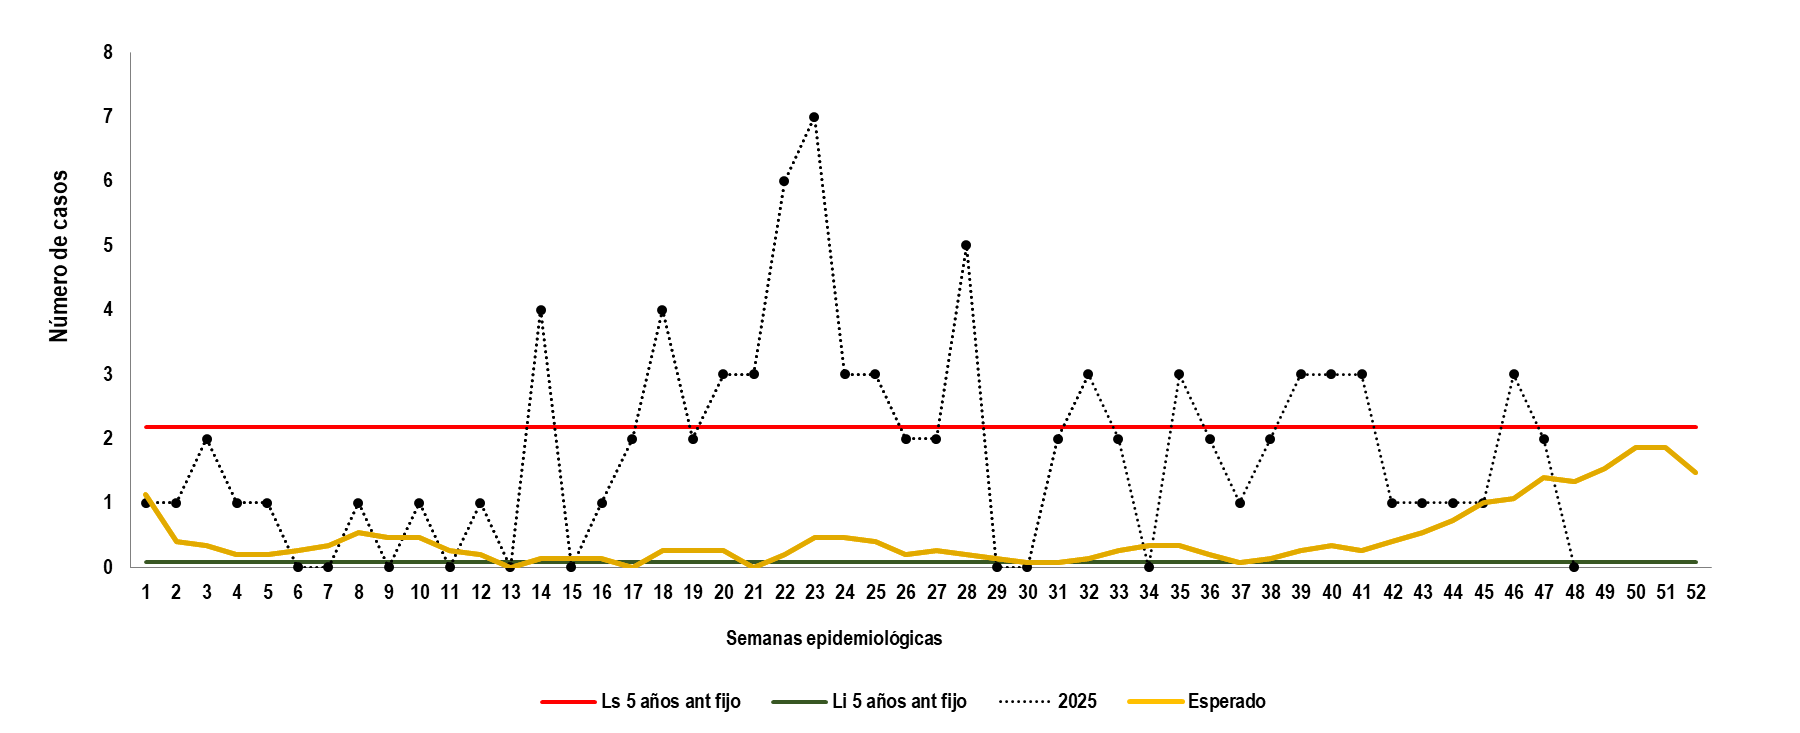 8
7
6
5
4
3
2
1
0
Número de casos
1 2 3 4 5 6 7 8 9 10 11 12 13 14 15 16 17 18 19 20 21 22 23 24 25 26 27 28 29 30 31 32 33 34 35 36 37 38 39 40 41 42 43 44 45 46 47 48 49 50 51 52
Semanas epidemiológicas
Ls 5 años ant fijo Li 5 años ant fijo 2025 Esperado